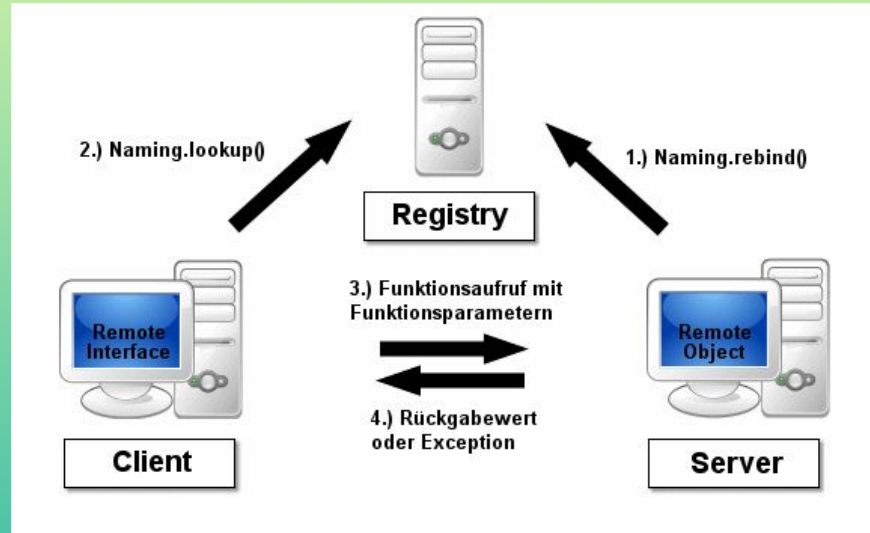 2.) Naming.lookup()
1.) Naming.rebind()
Registry
3.) Funktionsaufruf mit
Funktionsparametern
Remote
Interface
Remote
Object
4.) Rückgabewert
oder Exception
Client
Server